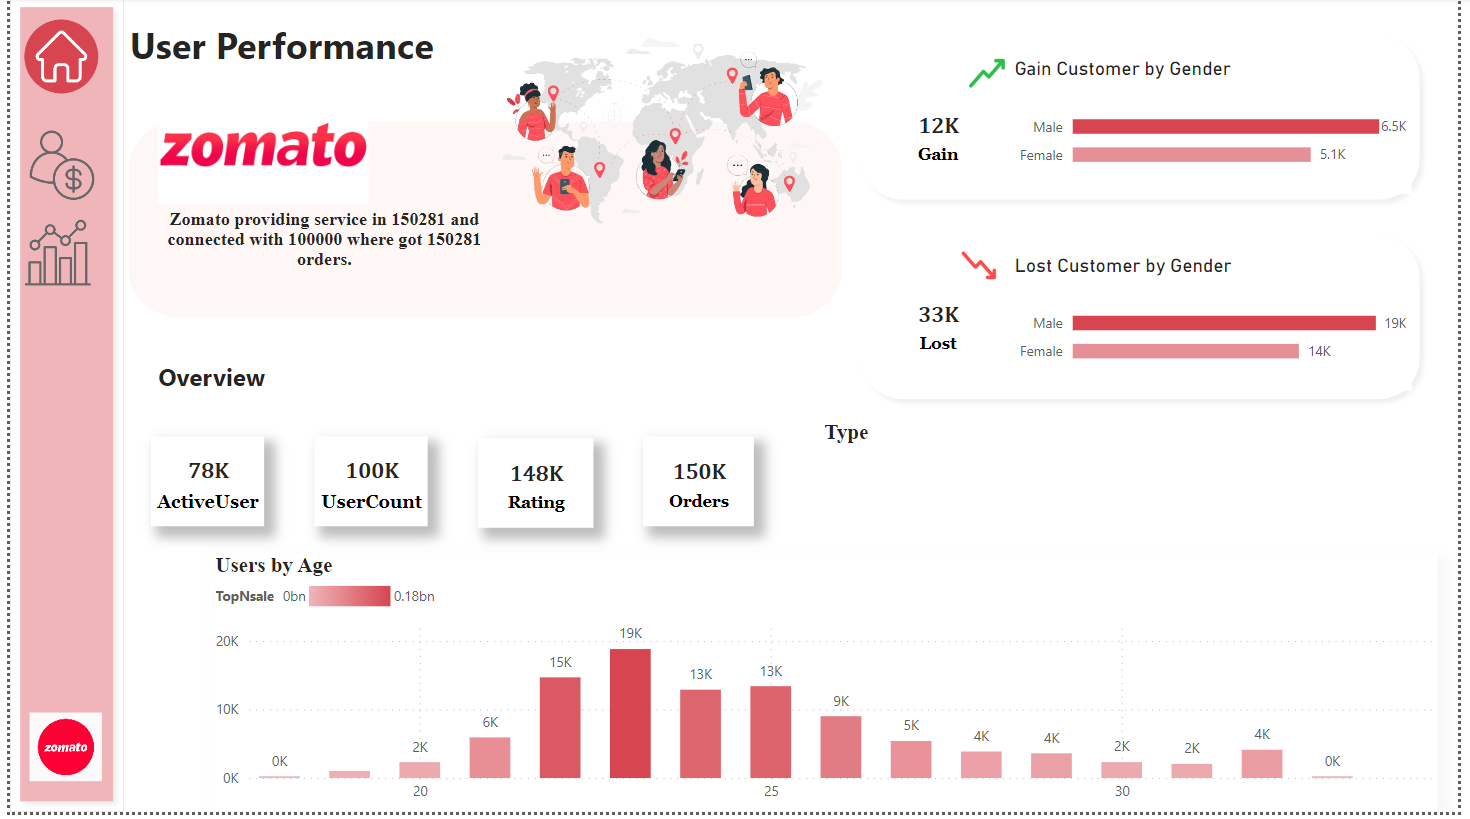 User Performance
zomato
Zomato providing service in 150281 and
connected with 100000 where got 150281
orders.
Gain Customer by Gender
12K
Gain
Male 6.5K
Female 5.1K
Lost Customer by Gender
33K
Lost
Male 19K
Female 14K
Overview
Type
78K
ActiveUser
100K
UserCount
148K
Rating
150K
Orders
Users by Age
TopNsale 0bn 0.18bn
20K
10K
0K
0K
2K
6K
15K
19K
13K
13K
9K
5K
4K
4K
2K
2K
4K
0K
20 25 30
zomato